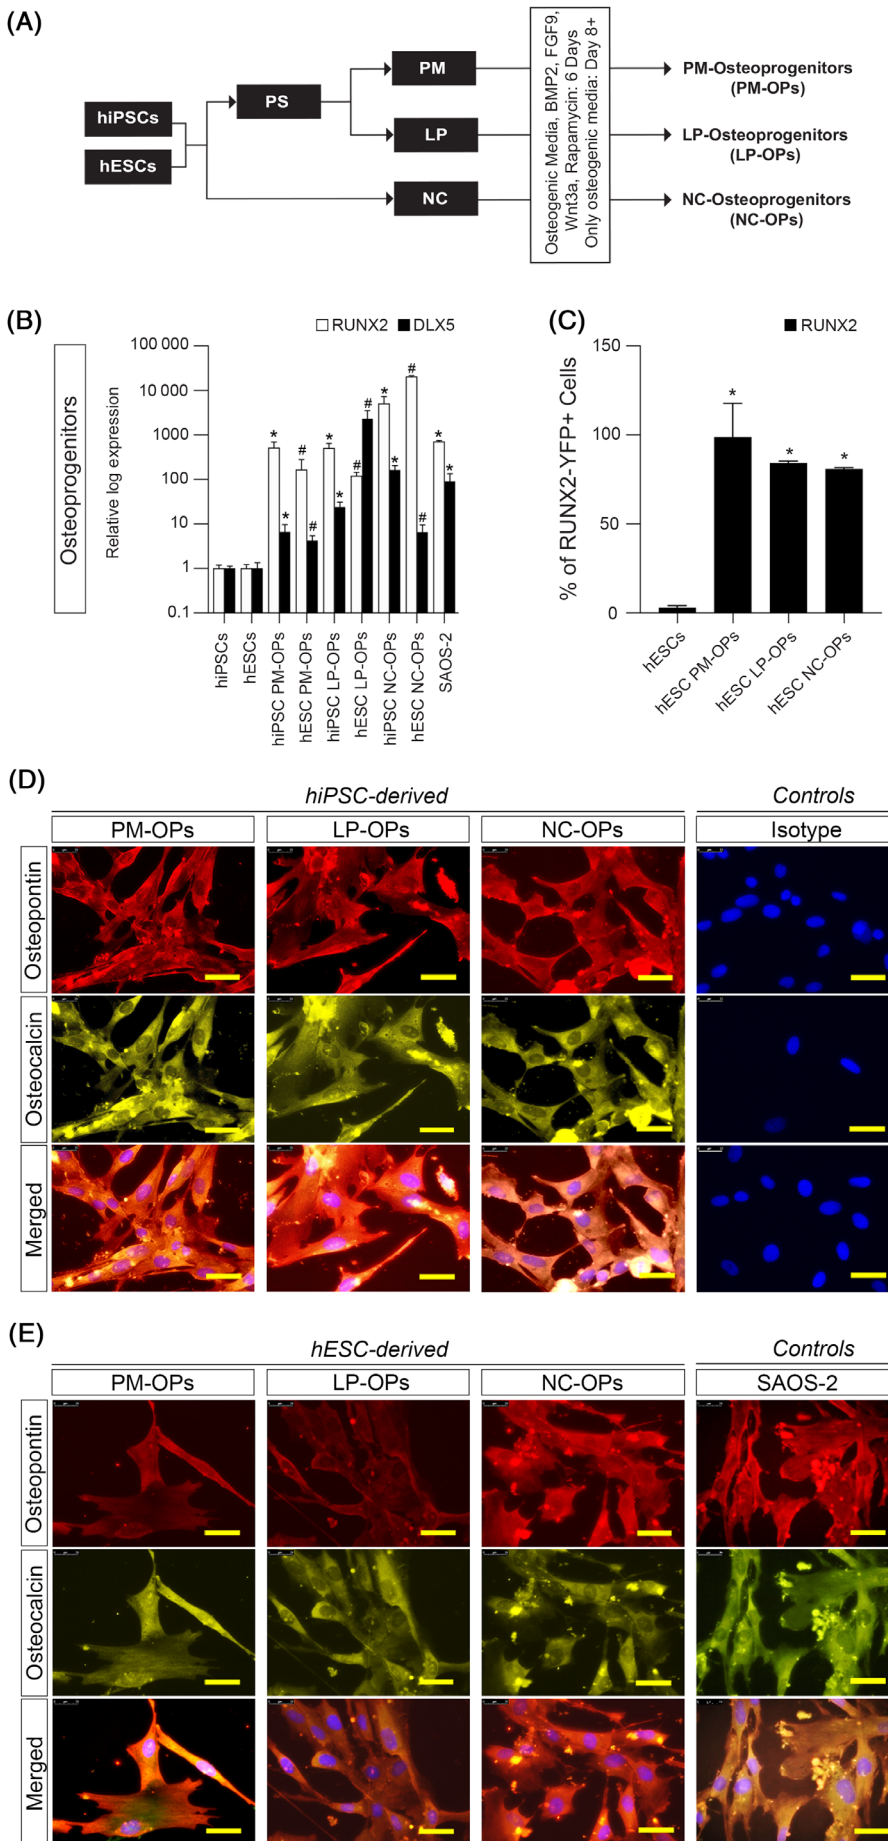 (A)
hiPSCs
hESCs
PS
PM
LP
NC
Osteogenic Media, BMP2, FGF9,
Wnt3a, Rapamycin: 6 Days
Only osteogenic media: Day 8+
PM-Osteoprogenitors
(PM-OPs)
LP-Osteoprogenitors
(LP-OPs)
NC-Osteoprogenitors
(NC-OPs)
(B)
Osteoprogenitors
RUNX2 DLX5
Relative log expression
100 000
10 000
1000
100
10
1
0.1
* * # # * * # # * * # # * *
hiPSCs
hESCs
hiPSC PM-OPs
hESC PM-OPs
hiPSC LP-OPs
hESC LP-OPs
hiPSC NC-OPs
hESC NC-OPs
SAOS-2
(C)
RUNX2
% of RUNX2-YFP+ Cells
150
100
50
0
* * *
hESCs
hESC PM-OPs
hESC LP-OPs
hESC NC-OPs
(D)
hiPSC-derived Controls
PM-OPs LP-OPs NC-OPs Isotype
Osteopontin
Osteocalcin
Merged
(E)
hESC-derived Controls
PM-OPs LP-OPs NC-OPs SAOS-2
Osteopontin
Osteocalcin
Merged